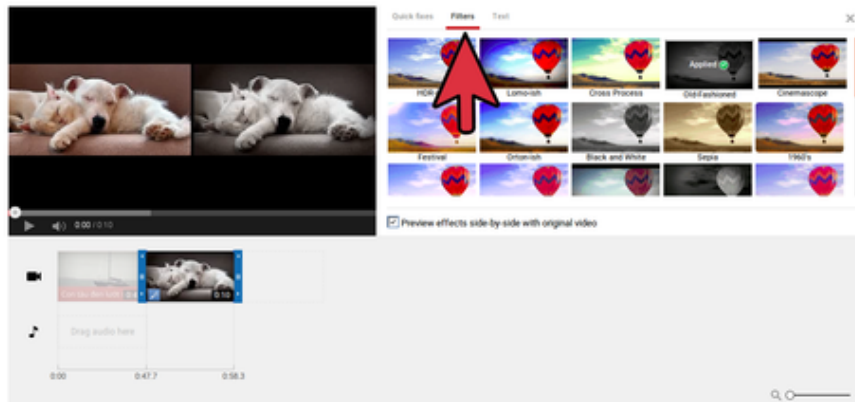 Quick fixes Filters Text
HDR-ish Lomo-ish Cross Process Old-Fashioned Cinemascope
Applied
Festival Orton-ish Black and White Sepia 1960's
Preview effects side-by-side with original video
0:00 / 0:10
0:10
Drag audio here
0:00 0:47.7 0:58.3